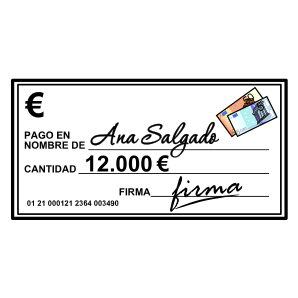 €
PAGO EN
NOMBRE DE Ana Salgado
CANTIDAD 12.000 €
FIRMA firma
01 21 000121 2364 003490